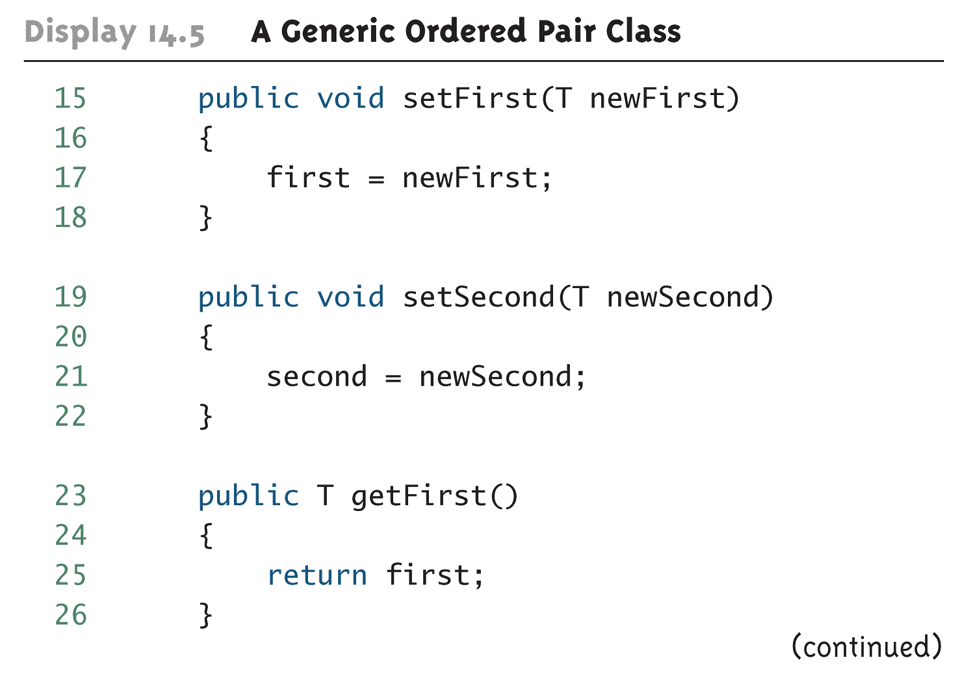 Display 14.5 A Generic Ordered Pair Class
15 public void setFirst(T newFirst)
16 {
17 first = newFirst;
18 }
19 public void setSecond(T newSecond)
20 {
21 second = newSecond;
22 }
23 public T getFirst()
24 {
25 return first;
26 }
(continued)